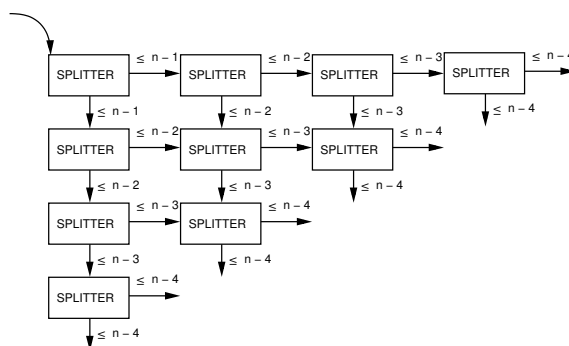 ≤ n − 1 ≤ n − 2 ≤ n − 3 ≤ n − 4
SPLITTER SPLITTER SPLITTER SPLITTER
≤ n − 1 ≤ n − 2 ≤ n − 3 ≤ n − 4
≤ n − 2 ≤ n − 3 ≤ n − 4
SPLITTER SPLITTER SPLITTER
≤ n − 2 ≤ n − 3 ≤ n − 4
≤ n − 3 ≤ n − 4
SPLITTER SPLITTER
≤ n − 3 ≤ n − 4
≤ n − 4
SPLITTER
≤ n − 4